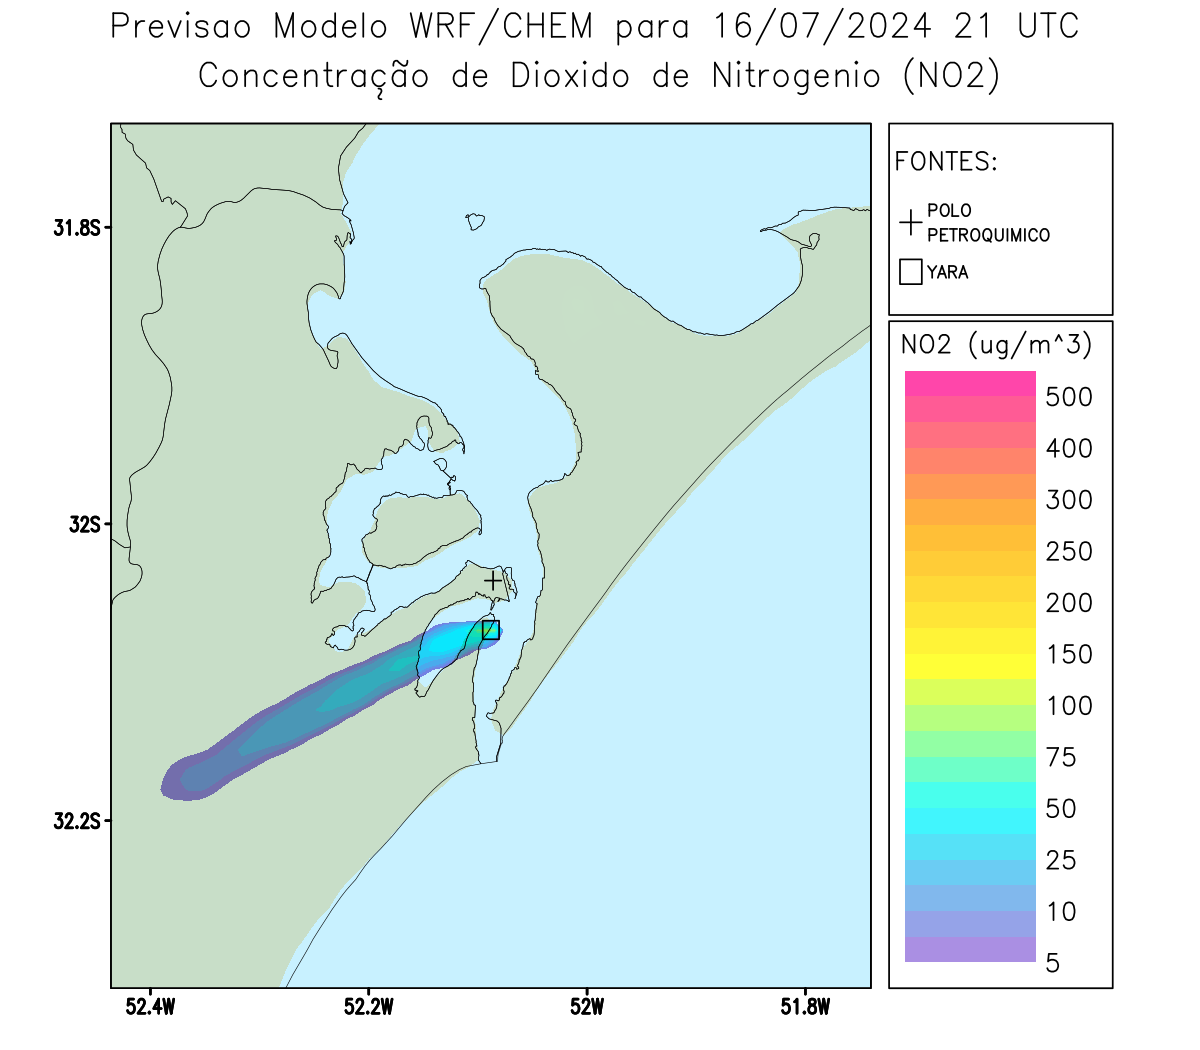 Previsao Modelo WRF/CHEM para 16/07/2024 21 UTC
Concentração de Dioxido de Nitrogenio (NO2)
FONTES:
POLO
PETROQUIMICO
YARA
NO2 (ug/m^3)
500
400
300
250
200
150
100
75
50
25
10
5
31.8S
32S
32.2S
52.4W
52.2W
52W
51.8W